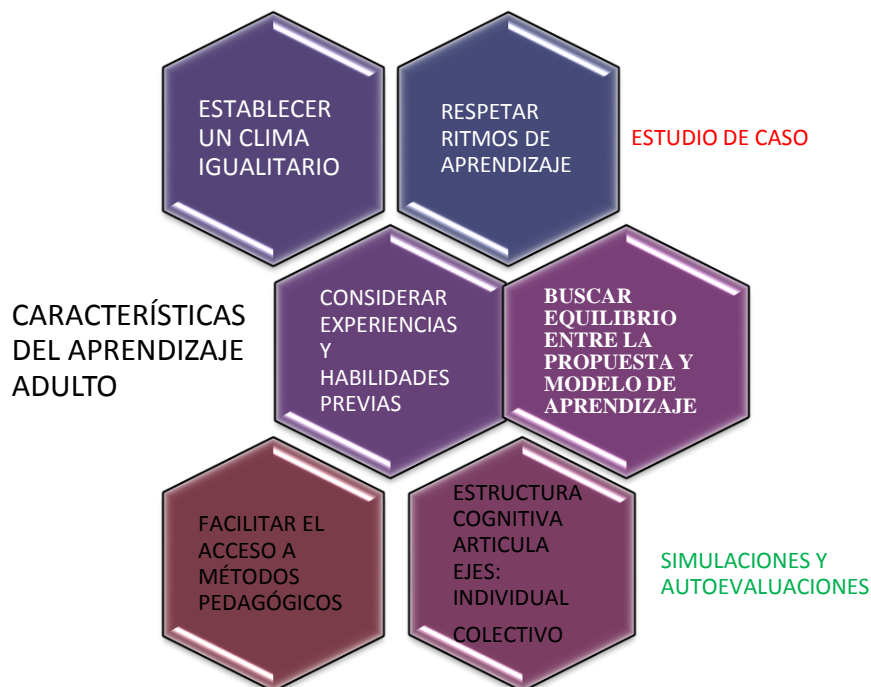 ESTABLECER
UN CLIMA
IGUALITARIO
RESPETAR
RITMOS DE
APRENDIZAJE
ESTUDIO DE CASO
CARACTERÍSTICAS
DEL APRENDIZAJE
ADULTO
CONSIDERAR
EXPERIENCIAS
Y
HABILIDADES
PREVIAS
BUSCAR
EQUILIBRIO
ENTRE LA
PROPUESTA Y
MODELO DE
APRENDIZAJE
FACILITAR EL
ACCESO A
MÉTODOS
PEDAGÓGICOS
ESTRUCTURA
COGNITIVA
ARTICULA
EJES:
INDIVIDUAL
COLECTIVO
SIMULACIONES Y
AUTOEVALUACIONES